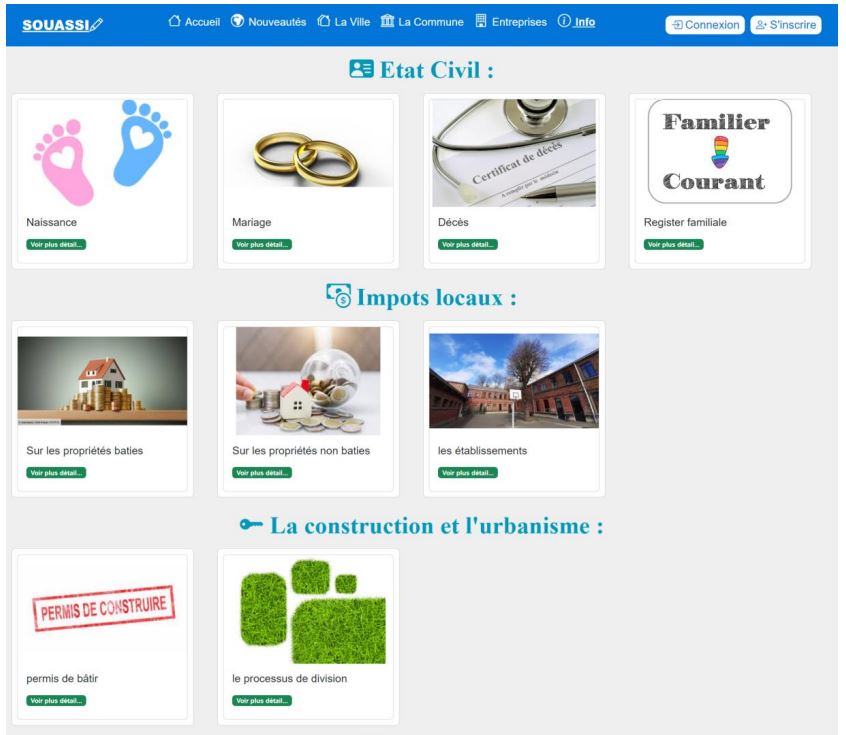 SOUASSI
Accueil Nouveautés La Ville La Commune Entreprises Info Connexion S'inscrire
Etat Civil :
Certificat de décès
A remplir par le médecin
Familier
Courant
Naissance Mariage Décès Register familiale
Voir plus détail... Voir plus détail... Voir plus détail... Voir plus détail...
Impots locaux :
Sur les propriétés baties Sur les propriétés non baties les établissements
Voir plus détail... Voir plus détail... Voir plus détail...
La construction et l'urbanisme :
PERMIS DE CONSTRUIRE
permis de bâtir le processus de division
Voir plus détail... Voir plus détail...